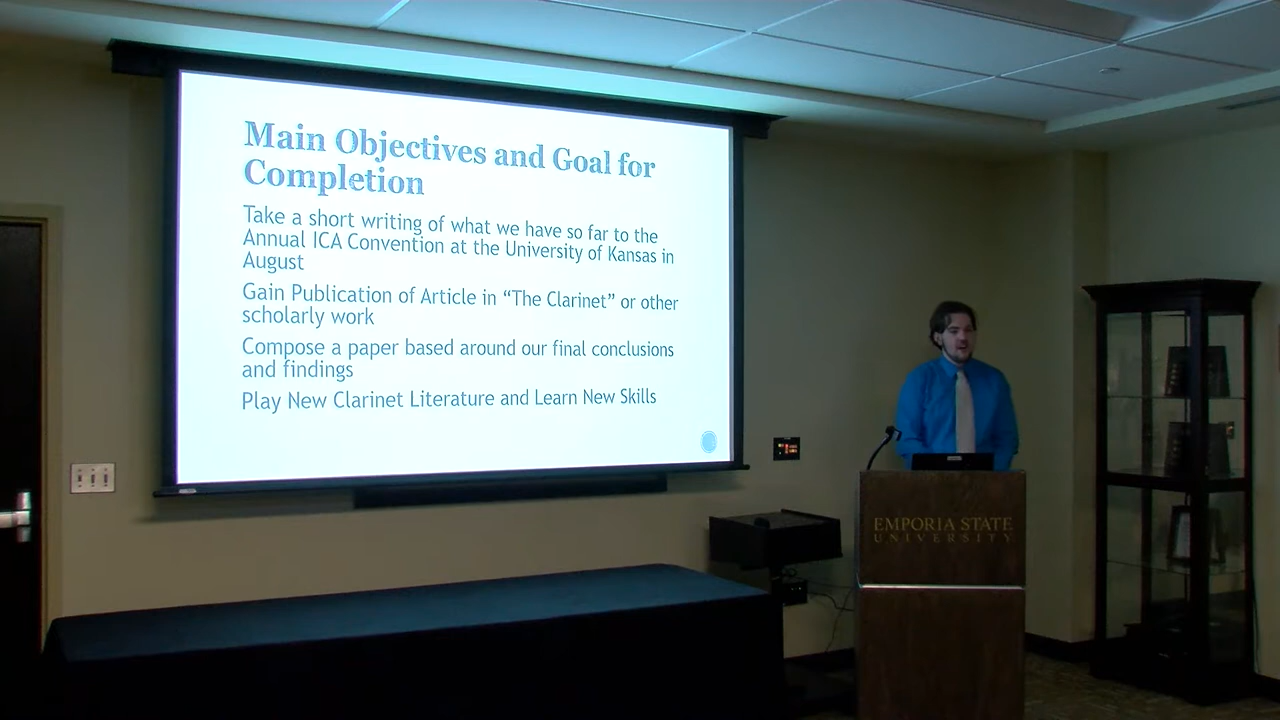 Main Objectives and Goal for
Completion
Take a short writing of what we have so far to the
Annual ICA Convention at the University of Kansas in
August
Gain Publication of Article in “The Clarinet” or other
scholarly work
Compose a paper based around our final conclusions
and findings
Play New Clarinet Literature and Learn New Skills
EMPORIA STATE
UNIVERSITY